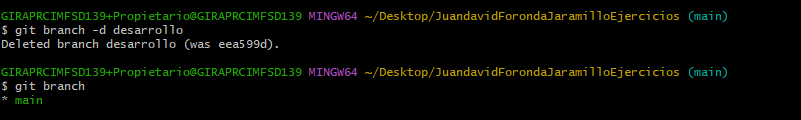 GIRAPRCIMFSD139+Propietario@GIRAPRCIMFSD139 MINGW64 ~/Desktop/JuandavidForondaJaramilloEjercicios (main)
$ git branch -d desarrollo
Deleted branch desarrollo (was eea599d).
GIRAPRCIMFSD139+Propietario@GIRAPRCIMFSD139 MINGW64 ~/Desktop/JuandavidForondaJaramilloEjercicios (main)
$ git branch
* main